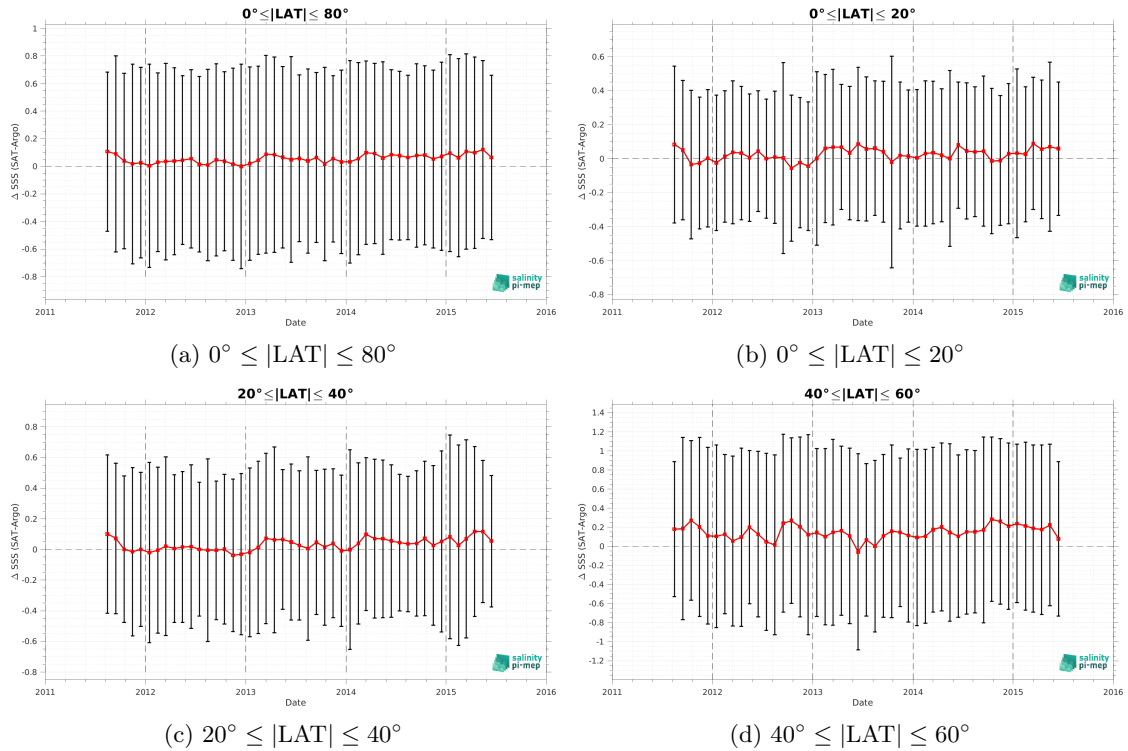 0°≤|LAT|≤ 80°
Δ SSS (SAT-Argo)
1
0.8
0.6
0.4
0.2
0
-0.2
-0.4
-0.6
-0.8
salinity
pi-mep
2011 2012 2013 2014 2015 2016
Date
(a) 0° ≤ |LAT| ≤ 80°
0°≤|LAT|≤ 20°
Δ SSS (SAT-Argo)
0.6
0.4
0.2
0
-0.2
-0.4
-0.6
-0.8
salinity
pi-mep
2011 2012 2013 2014 2015 2016
Date
(b) 0° ≤ |LAT| ≤ 20°
20°≤|LAT|≤ 40°
Δ SSS (SAT-Argo)
0.8
0.6
0.4
0.2
0
-0.2
-0.4
-0.6
-0.8
salinity
pi-mep
2011 2012 2013 2014 2015 2016
Date
(c) 20° ≤ |LAT| ≤ 40°
40°≤|LAT|≤ 60°
Δ SSS (SAT-Argo)
1.4
1.2
1
0.8
0.6
0.4
0.2
0
-0.2
-0.4
-0.6
-0.8
-1
-1.2
salinity
pi-mep
2011 2012 2013 2014 2015 2016
Date
(d) 40° ≤ |LAT| ≤ 60°